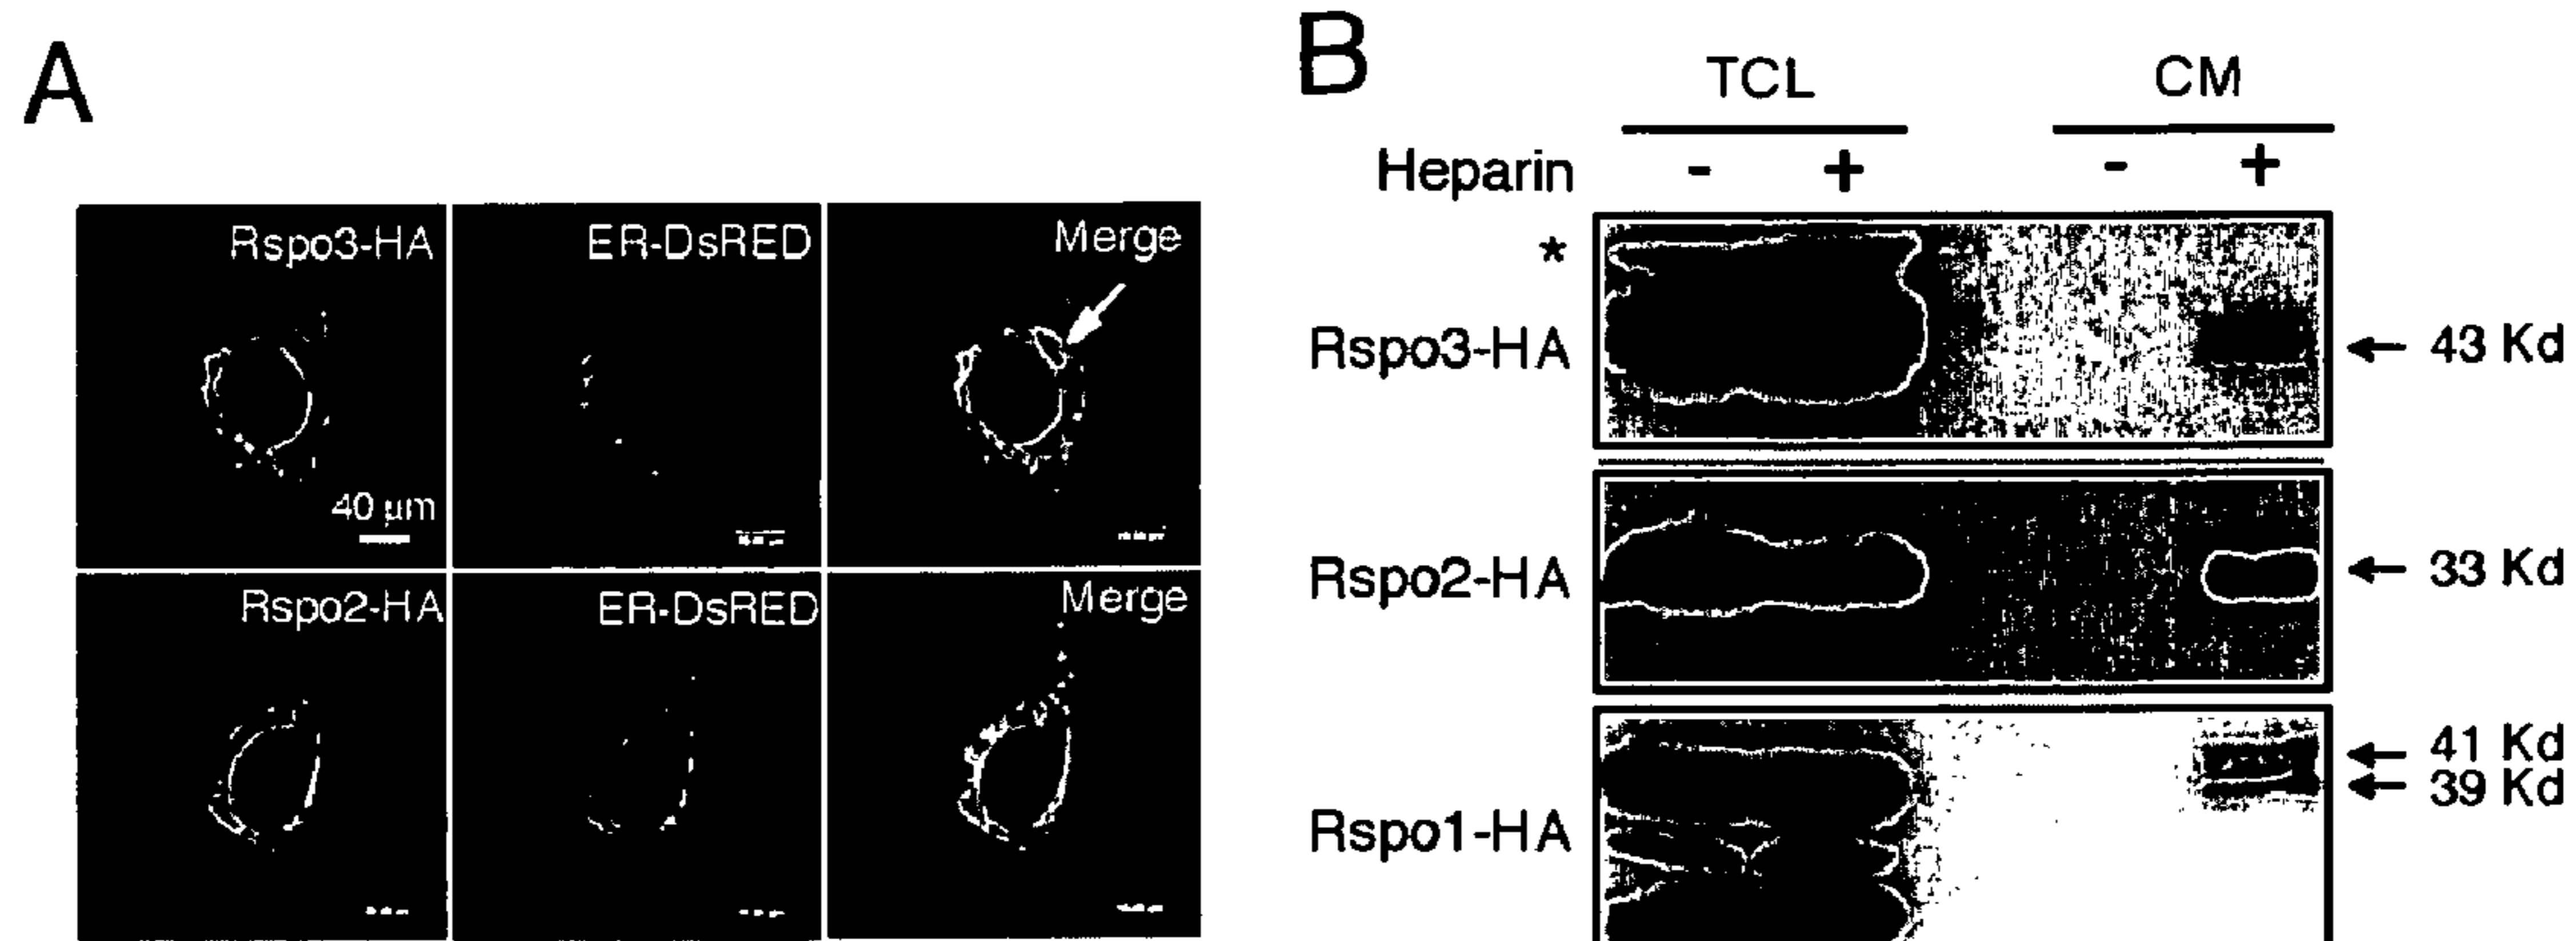 A
Rspo3-HA
ER-DsRED
Merge
40 µm
Rspo2-HA
ER-DsRED
Merge
B
TCL CM
Heparin - + - +
*
Rspo3-HA ← 43 Kd
Rspo2-HA ← 33 Kd
← 41 Kd
← 39 Kd
Rspo1-HA